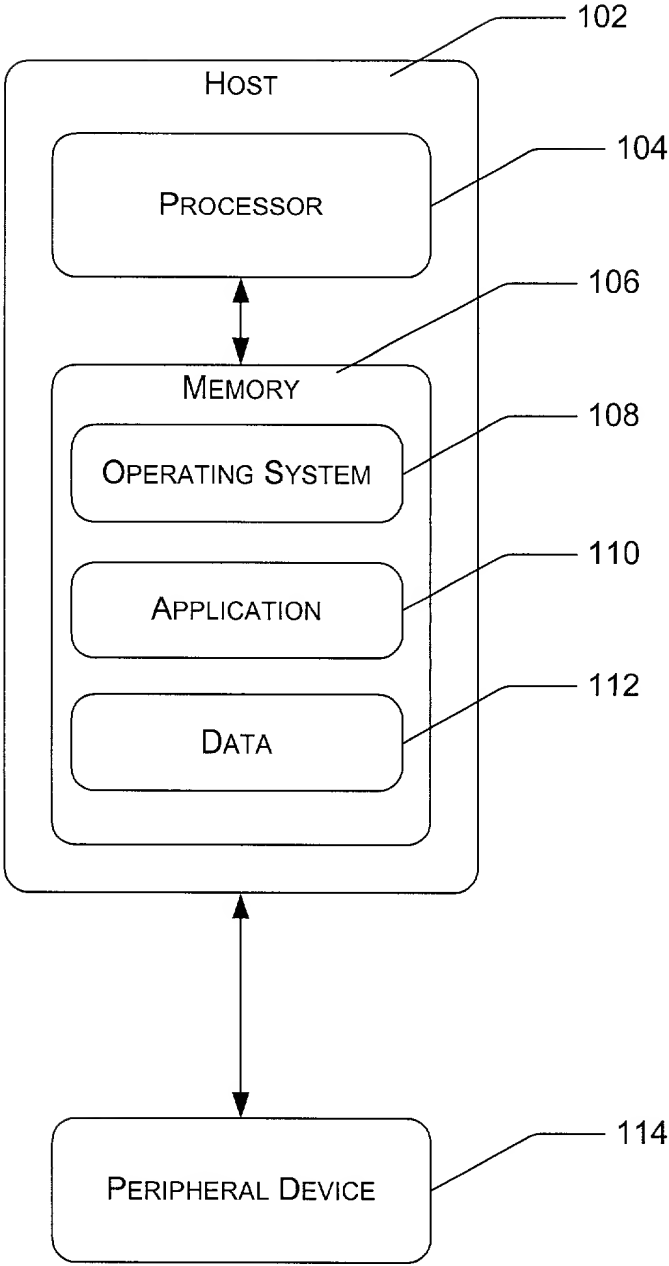 102
HOST
104
PROCESSOR
106
MEMORY
108
OPERATING SYSTEM
110
APPLICATION
112
DATA
114
PERIPHERAL DEVICE